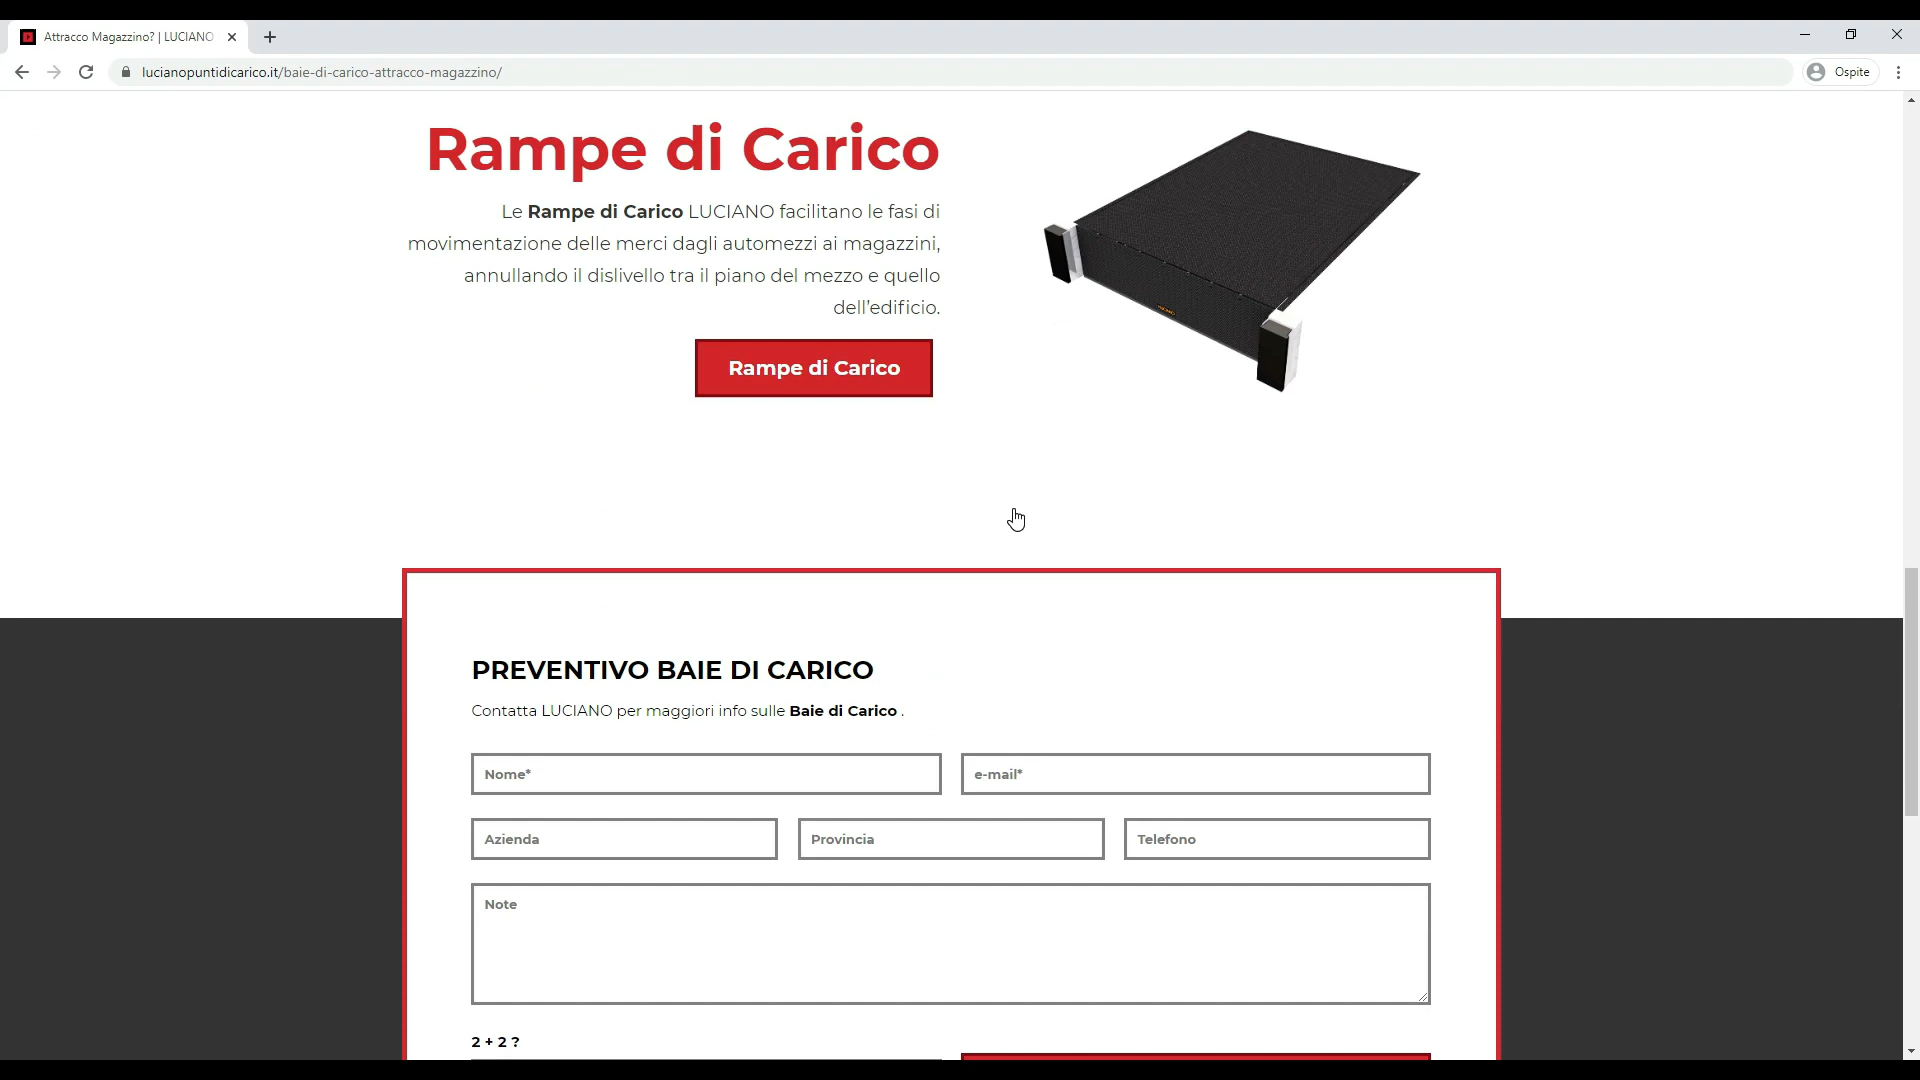 Attracco Magazzino? | LUCIANO
lucianopuntidicarico.it/baie-di-carico-attracco-magazzino/
Ospite
Rampe di Carico
Le Rampe di Carico LUCIANO facilitano le fasi di
movimentazione delle merci dagli automezzi ai magazzini,
annullando il dislivello tra il piano del mezzo e quello
dell'edificio.
Rampe di Carico
PREVENTIVO BAIE DI CARICO
Contatta LUCIANO per maggiori info sulle Baie di Carico .
Nome*
e-mail*
Azienda
Provincia
Telefono
Note
2 + 2 ?